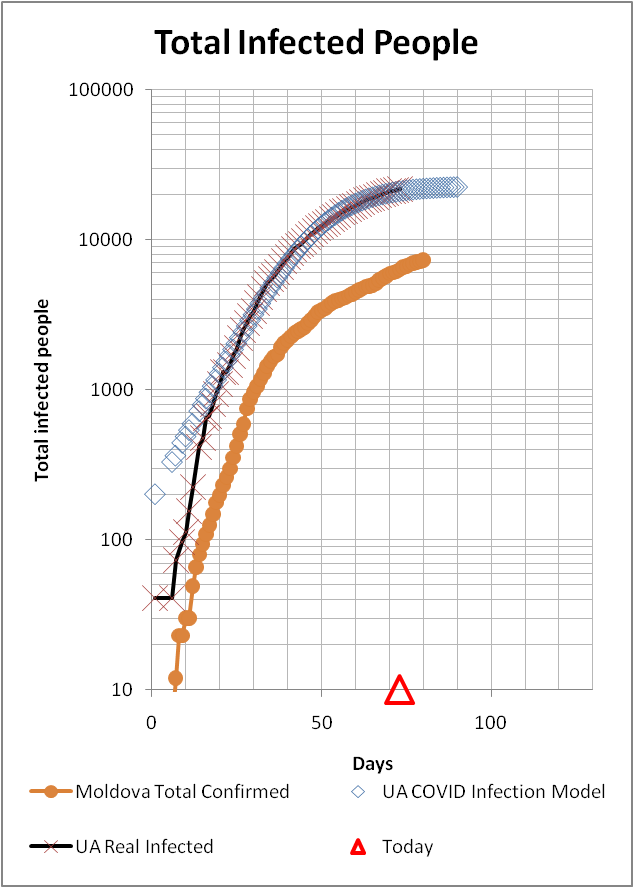 Total Infected People
100000
10000
1000
100
10
0 50 100
Total infected people
Days
Moldova Total Confirmed
UA COVID Infection Model
UA Real Infected
Today